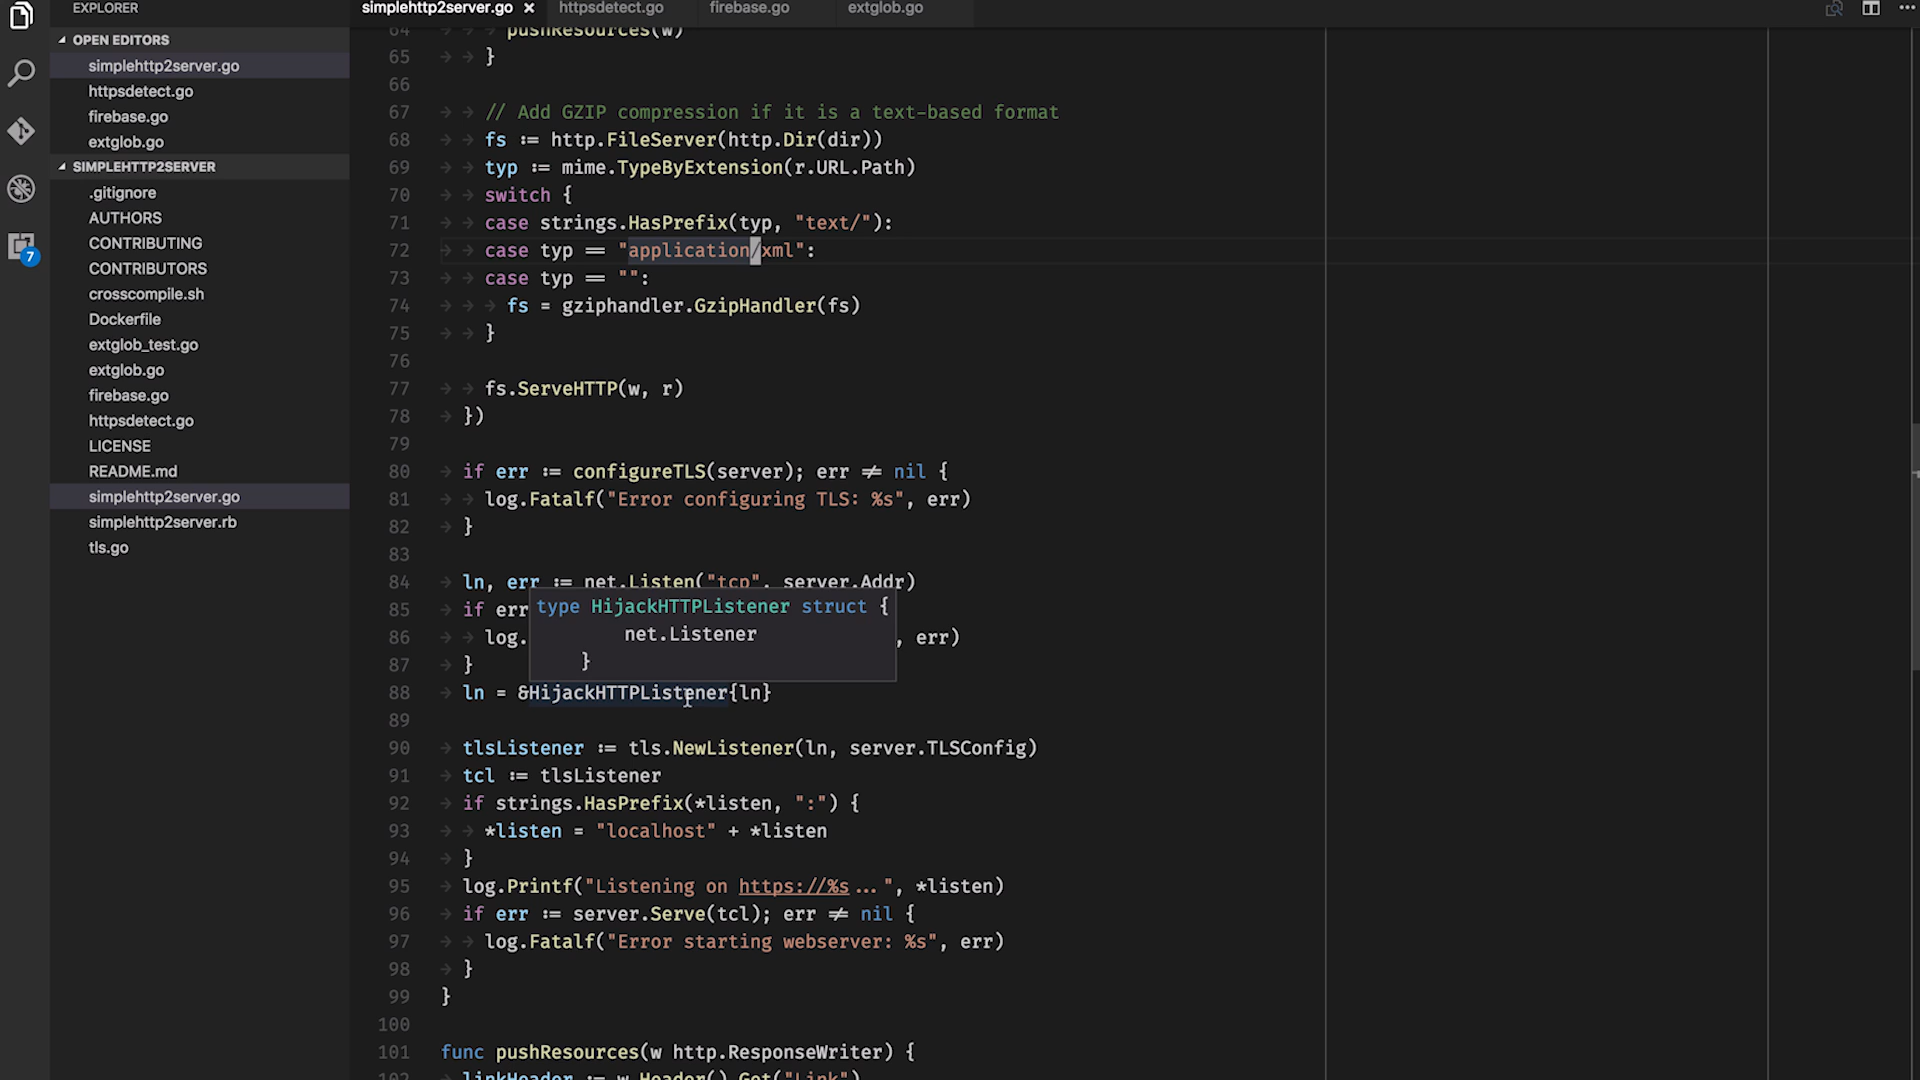 EXPLORER
OPEN EDITORS
simplehttp2server.go
httpsdetect.go
firebase.go
extglob.go
SIMPLEHTTP2SERVER
.gitignore
AUTHORS
CONTRIBUTING
CONTRIBUTORS
crosscompile.sh
Dockerfile
extglob_test.go
extglob.go
firebase.go
httpsdetect.go
LICENSE
README.md
simplehttp2server.go
simplehttp2server.rb
tls.go
7
simplehttp2server.go × httpsdetect.go firebase.go extglob.go
64 pushResources(w)
65 }
66
67 // Add GZIP compression if it is a text-based format
68 fs := http.FileServer(http.Dir(dir))
69 typ := mime.TypeByExtension(r.URL.Path)
70 switch {
71 case strings.HasPrefix(typ, "text/"):
72 case typ == "application/xml":
73 case typ == "":
74 fs = gziphandler.GzipHandler(fs)
75 }
76
77 fs.ServeHTTP(w, r)
78 })
79
80 if err := configureTLS(server); err != nil {
81 log.Fatalf("Error configuring TLS: %s", err)
82 }
83
84 ln, err := net.Listen("tcp", server.Addr)
85 if err
86 log. , err)
87 }
type HijackHTTPListener struct {
net.Listener
}
88 ln = &HijackHTTPListener{ln}
89
90 tlsListener := tls.NewListener(ln, server.TLSConfig)
91 tcl := tlsListener
92 if strings.HasPrefix(*listen, ":") {
93 *listen = "localhost" + *listen
94 }
95 log.Printf("Listening on https://%s...", *listen)
96 if err := server.Serve(tcl); err != nil {
97 log.Fatalf("Error starting webserver: %s", err)
98 }
99 }
100
101 func pushResources(w http.ResponseWriter) {
102 linkHeader := w.Header().Get("Link")